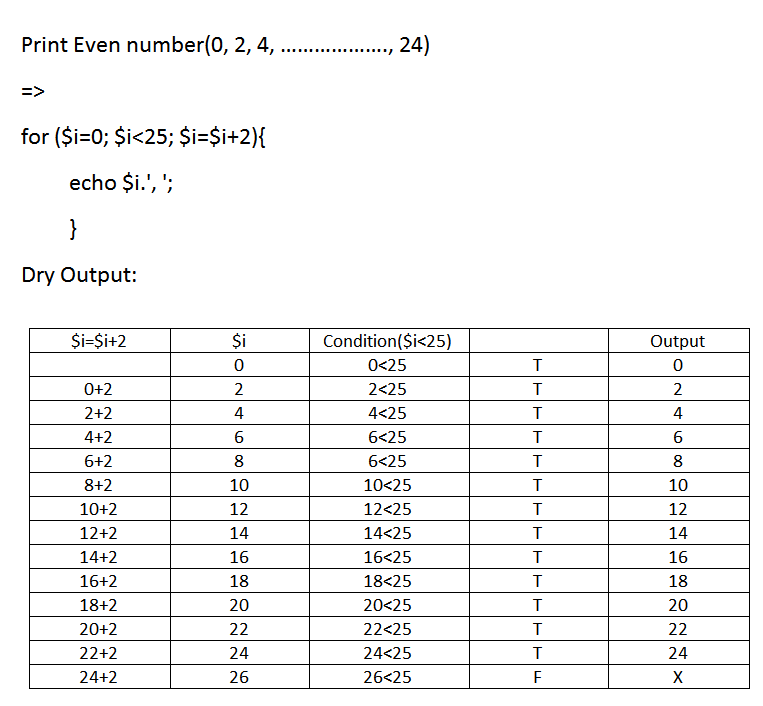 Print Even number(0, 2, 4, ……………….., 24)
=>
for ($i=0; $i<25; $i=$i+2){
echo $i.', ';
}
Dry Output:
$i=$i+2 $i Condition($i<25) Output
0 0<25 T 0
0+2 2 2<25 T 2
2+2 4 4<25 T 4
4+2 6 6<25 T 6
6+2 8 6<25 T 8
8+2 10 10<25 T 10
10+2 12 12<25 T 12
12+2 14 14<25 T 14
14+2 16 16<25 T 16
16+2 18 18<25 T 18
18+2 20 20<25 T 20
20+2 22 22<25 T 22
22+2 24 24<25 T 24
24+2 26 26<25 F X